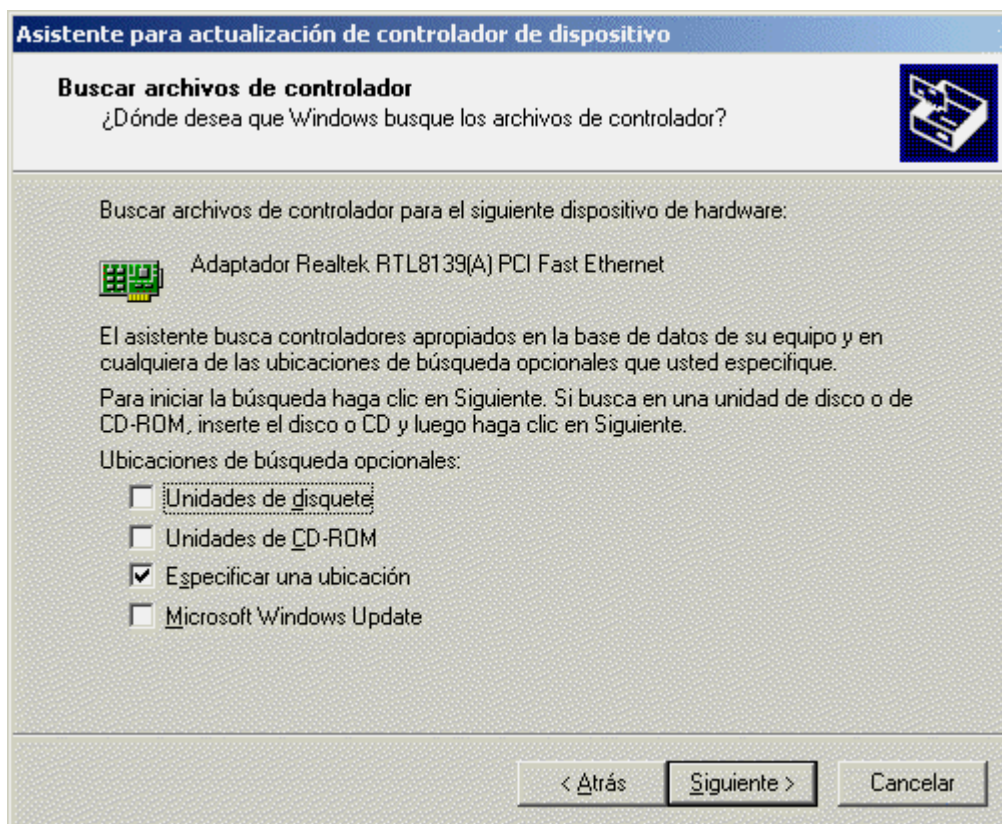 Asistente para actualización de controlador de dispositivo
Buscar archivos de controlador
¿Dónde desea que Windows busque los archivos de controlador?
Buscar archivos de controlador para el siguiente dispositivo de hardware:
Adaptador Realtek RTL8139(A) PCI Fast Ethernet
El asistente busca controladores apropiados en la base de datos de su equipo y en
cualquiera de las ubicaciones de búsqueda opcionales que usted especifique.
Para iniciar la búsqueda haga clic en Siguiente. Si busca en una unidad de disco o de
CD-ROM, inserte el disco o CD y luego haga clic en Siguiente.
Ubicaciones de búsqueda opcionales:
Unidades de disquete
Unidades de CD-ROM
Especificar una ubicación
Microsoft Windows Update
< Atrás Siguiente > Cancelar